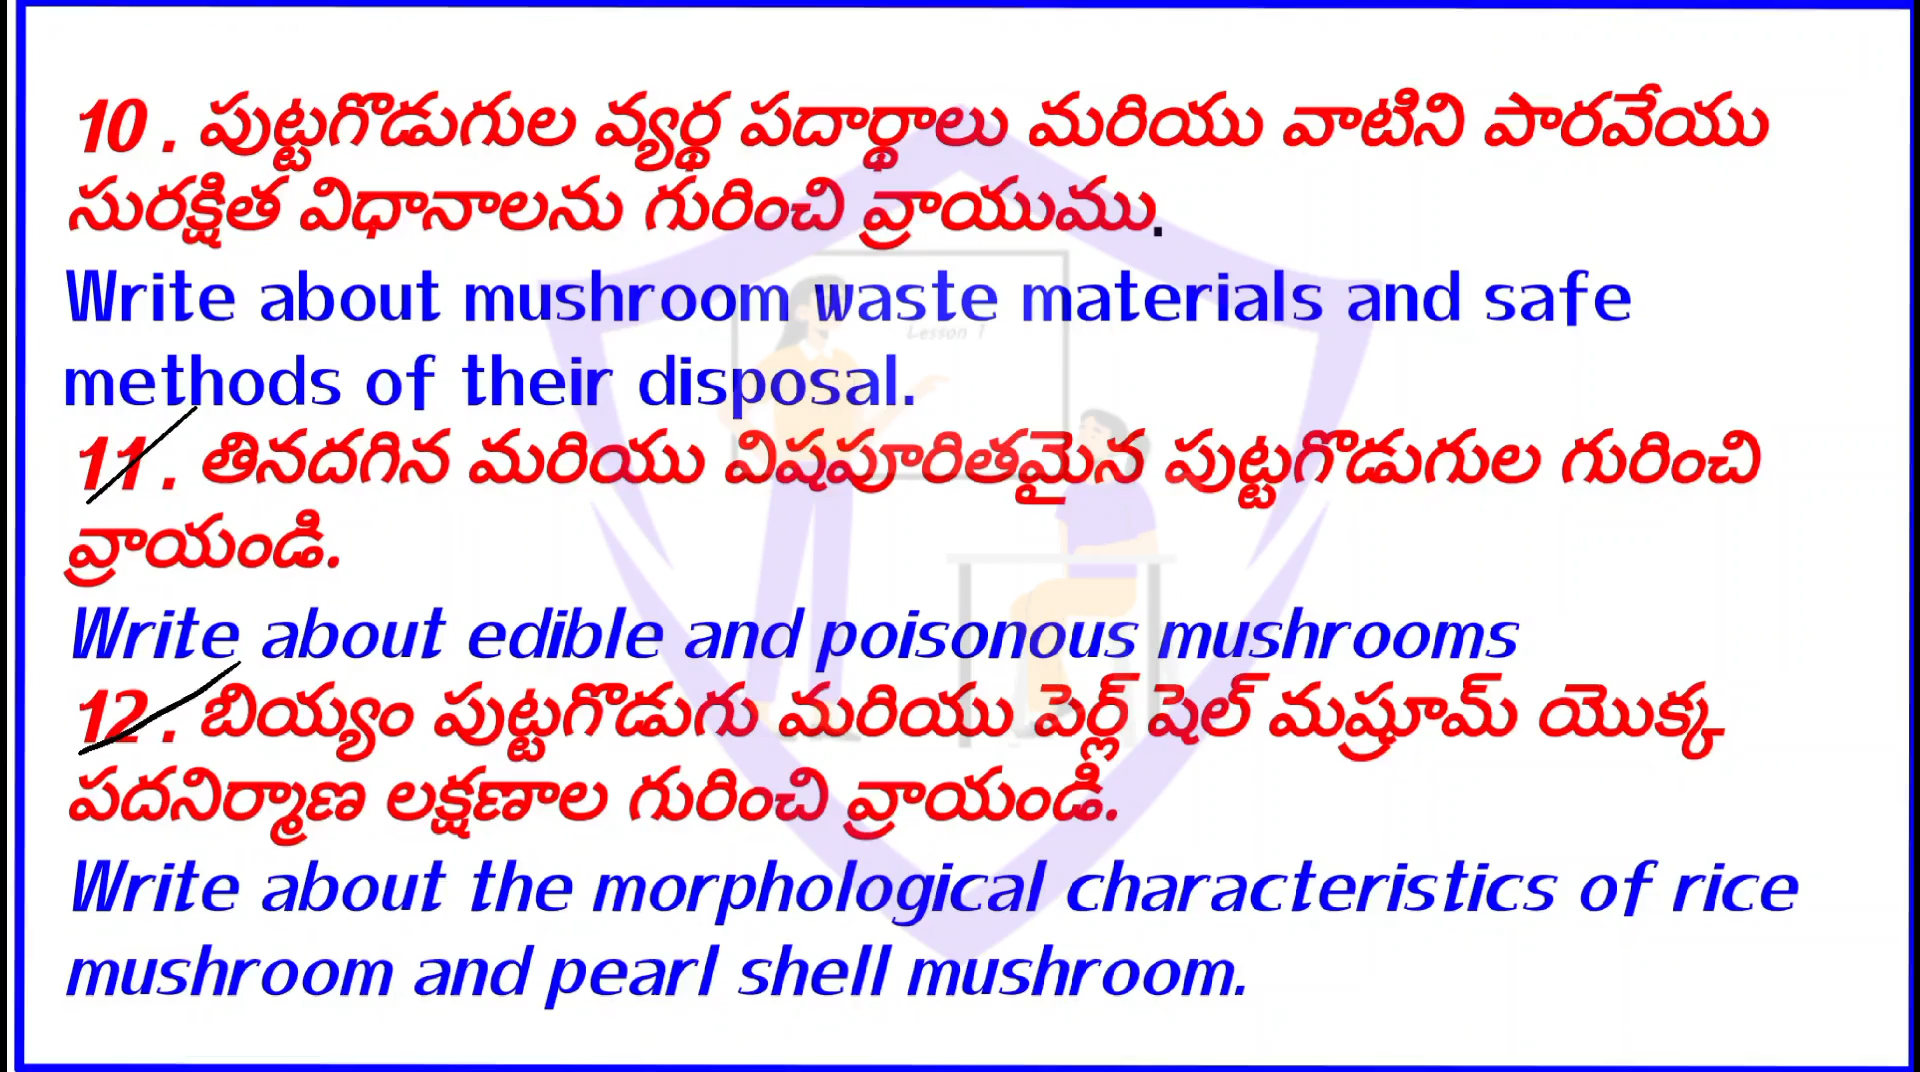 10 . పుట్టగొడుగుల వ్యర్థ పదార్థాలు మరియు వాటిని పారవేయు
సురక్షిత విధానాలను గురించి వ్రాయుము.
Write about mushroom waste materials and safe
methods of their disposal.
11 . తినదగిన మరియు విషపూరితమైన పుట్టగొడుగుల గురించి
వ్రాయండి.
Write about edible and poisonous mushrooms
12 . బియ్యం పుట్టగొడుగు మరియు పెర్ల్ షెల్ మష్రూమ్ యొక్క
పదనిర్మాణ లక్షణాల గురించి వ్రాయండి.
Write about the morphological characteristics of rice
mushroom and pearl shell mushroom.
Lesson 1